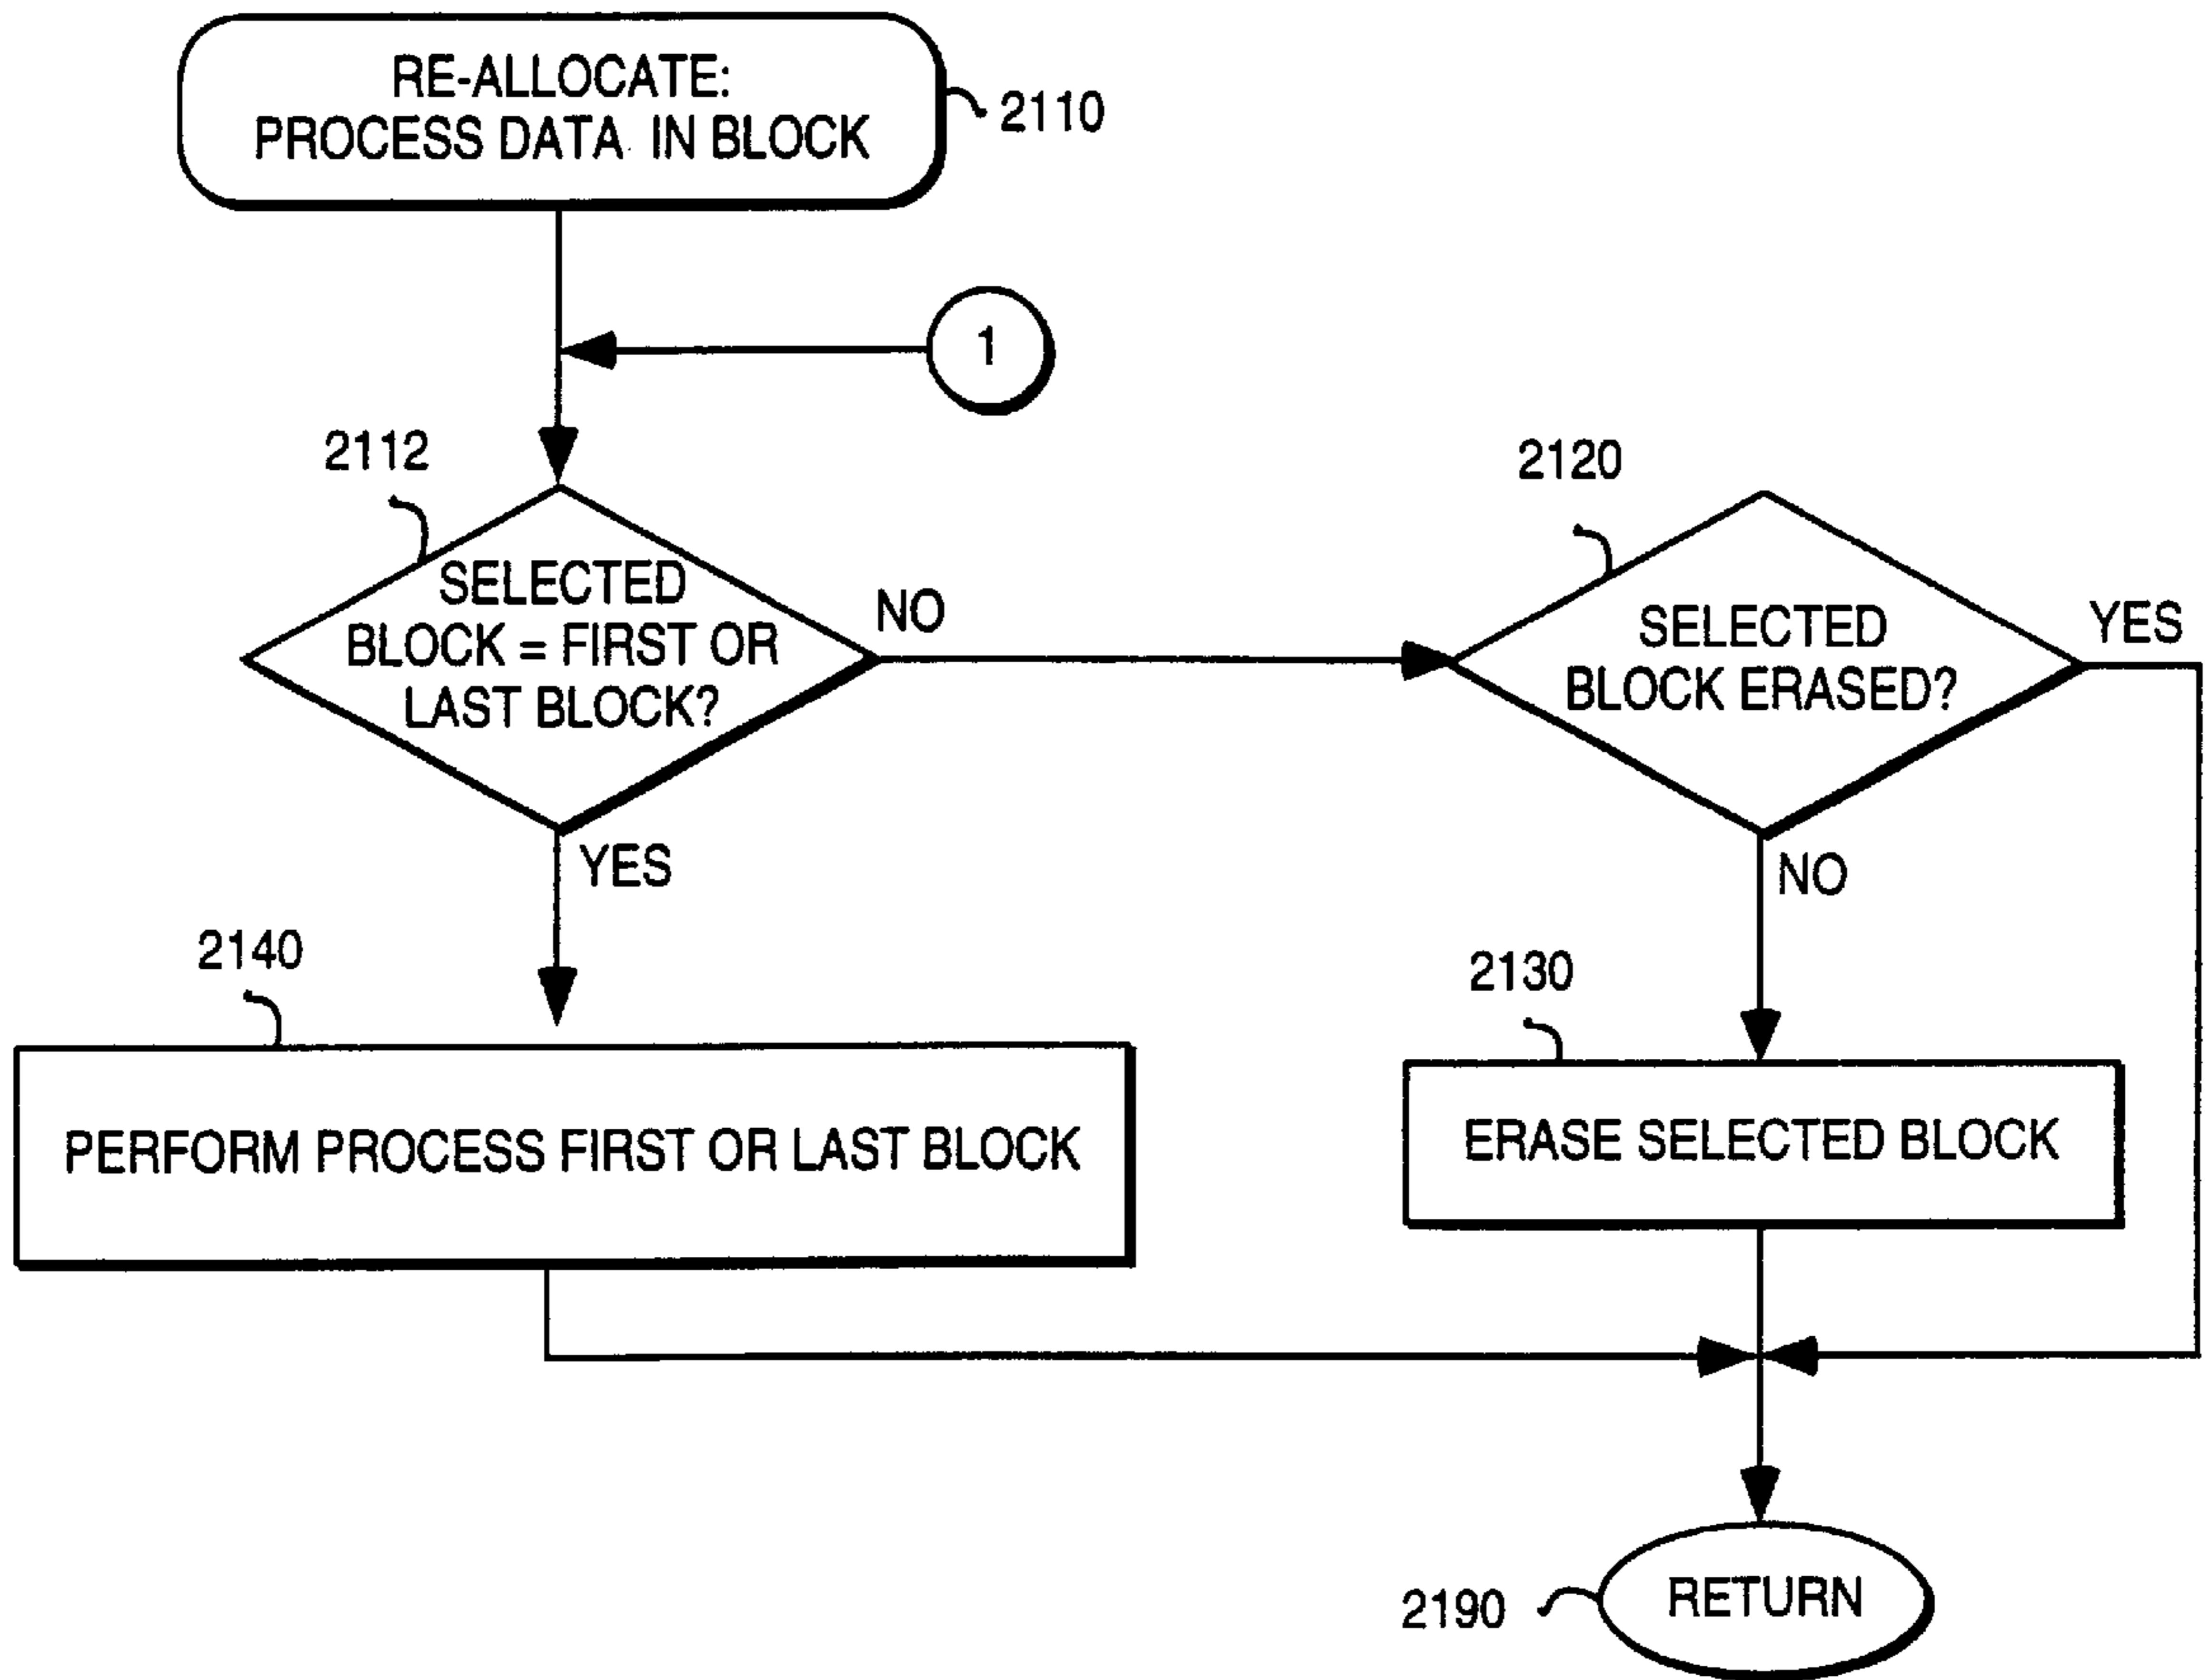 RE-ALLOCATE:
PROCESS DATA IN BLOCK
2110
1
2112
SELECTED
BLOCK = FIRST OR
LAST BLOCK?
NO
YES
2120
SELECTED
BLOCK ERASED?
YES
NO
2140
PERFORM PROCESS FIRST OR LAST BLOCK
2130
ERASE SELECTED BLOCK
2190
RETURN